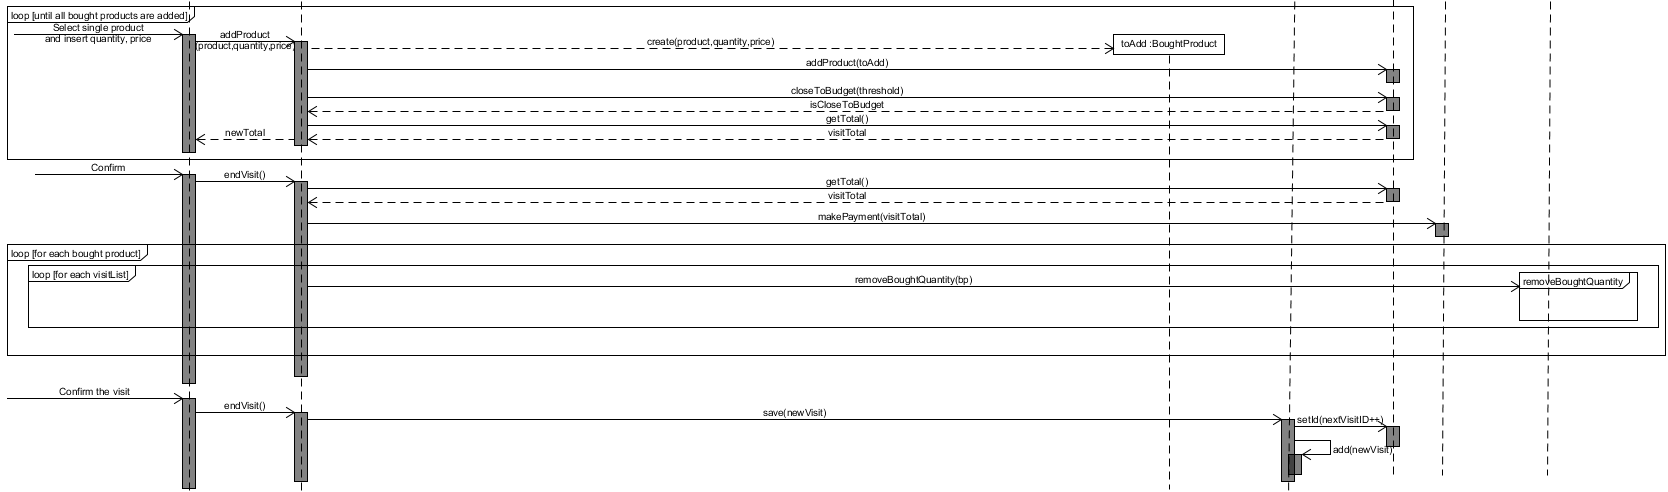 loop [until all bought products are added]
Select single product
and insert quantity, price
addProduct
(product,quantity,price)
create(product,quantity,price)
toAdd :BoughtProduct
addProduct(toAdd)
closeToBudget(threshold)
isCloseToBudget
getTotal()
newTotal
visitTotal
Confirm
endVisit()
getTotal()
visitTotal
makePayment(visitTotal)
loop [for each bought product]
loop [for each visitList]
removeBoughtQuantity(bp)
removeBoughtQuantity
Confirm the visit
endVisit()
save(newVisit)
setId(nextVisitID++)
add(newVisit)